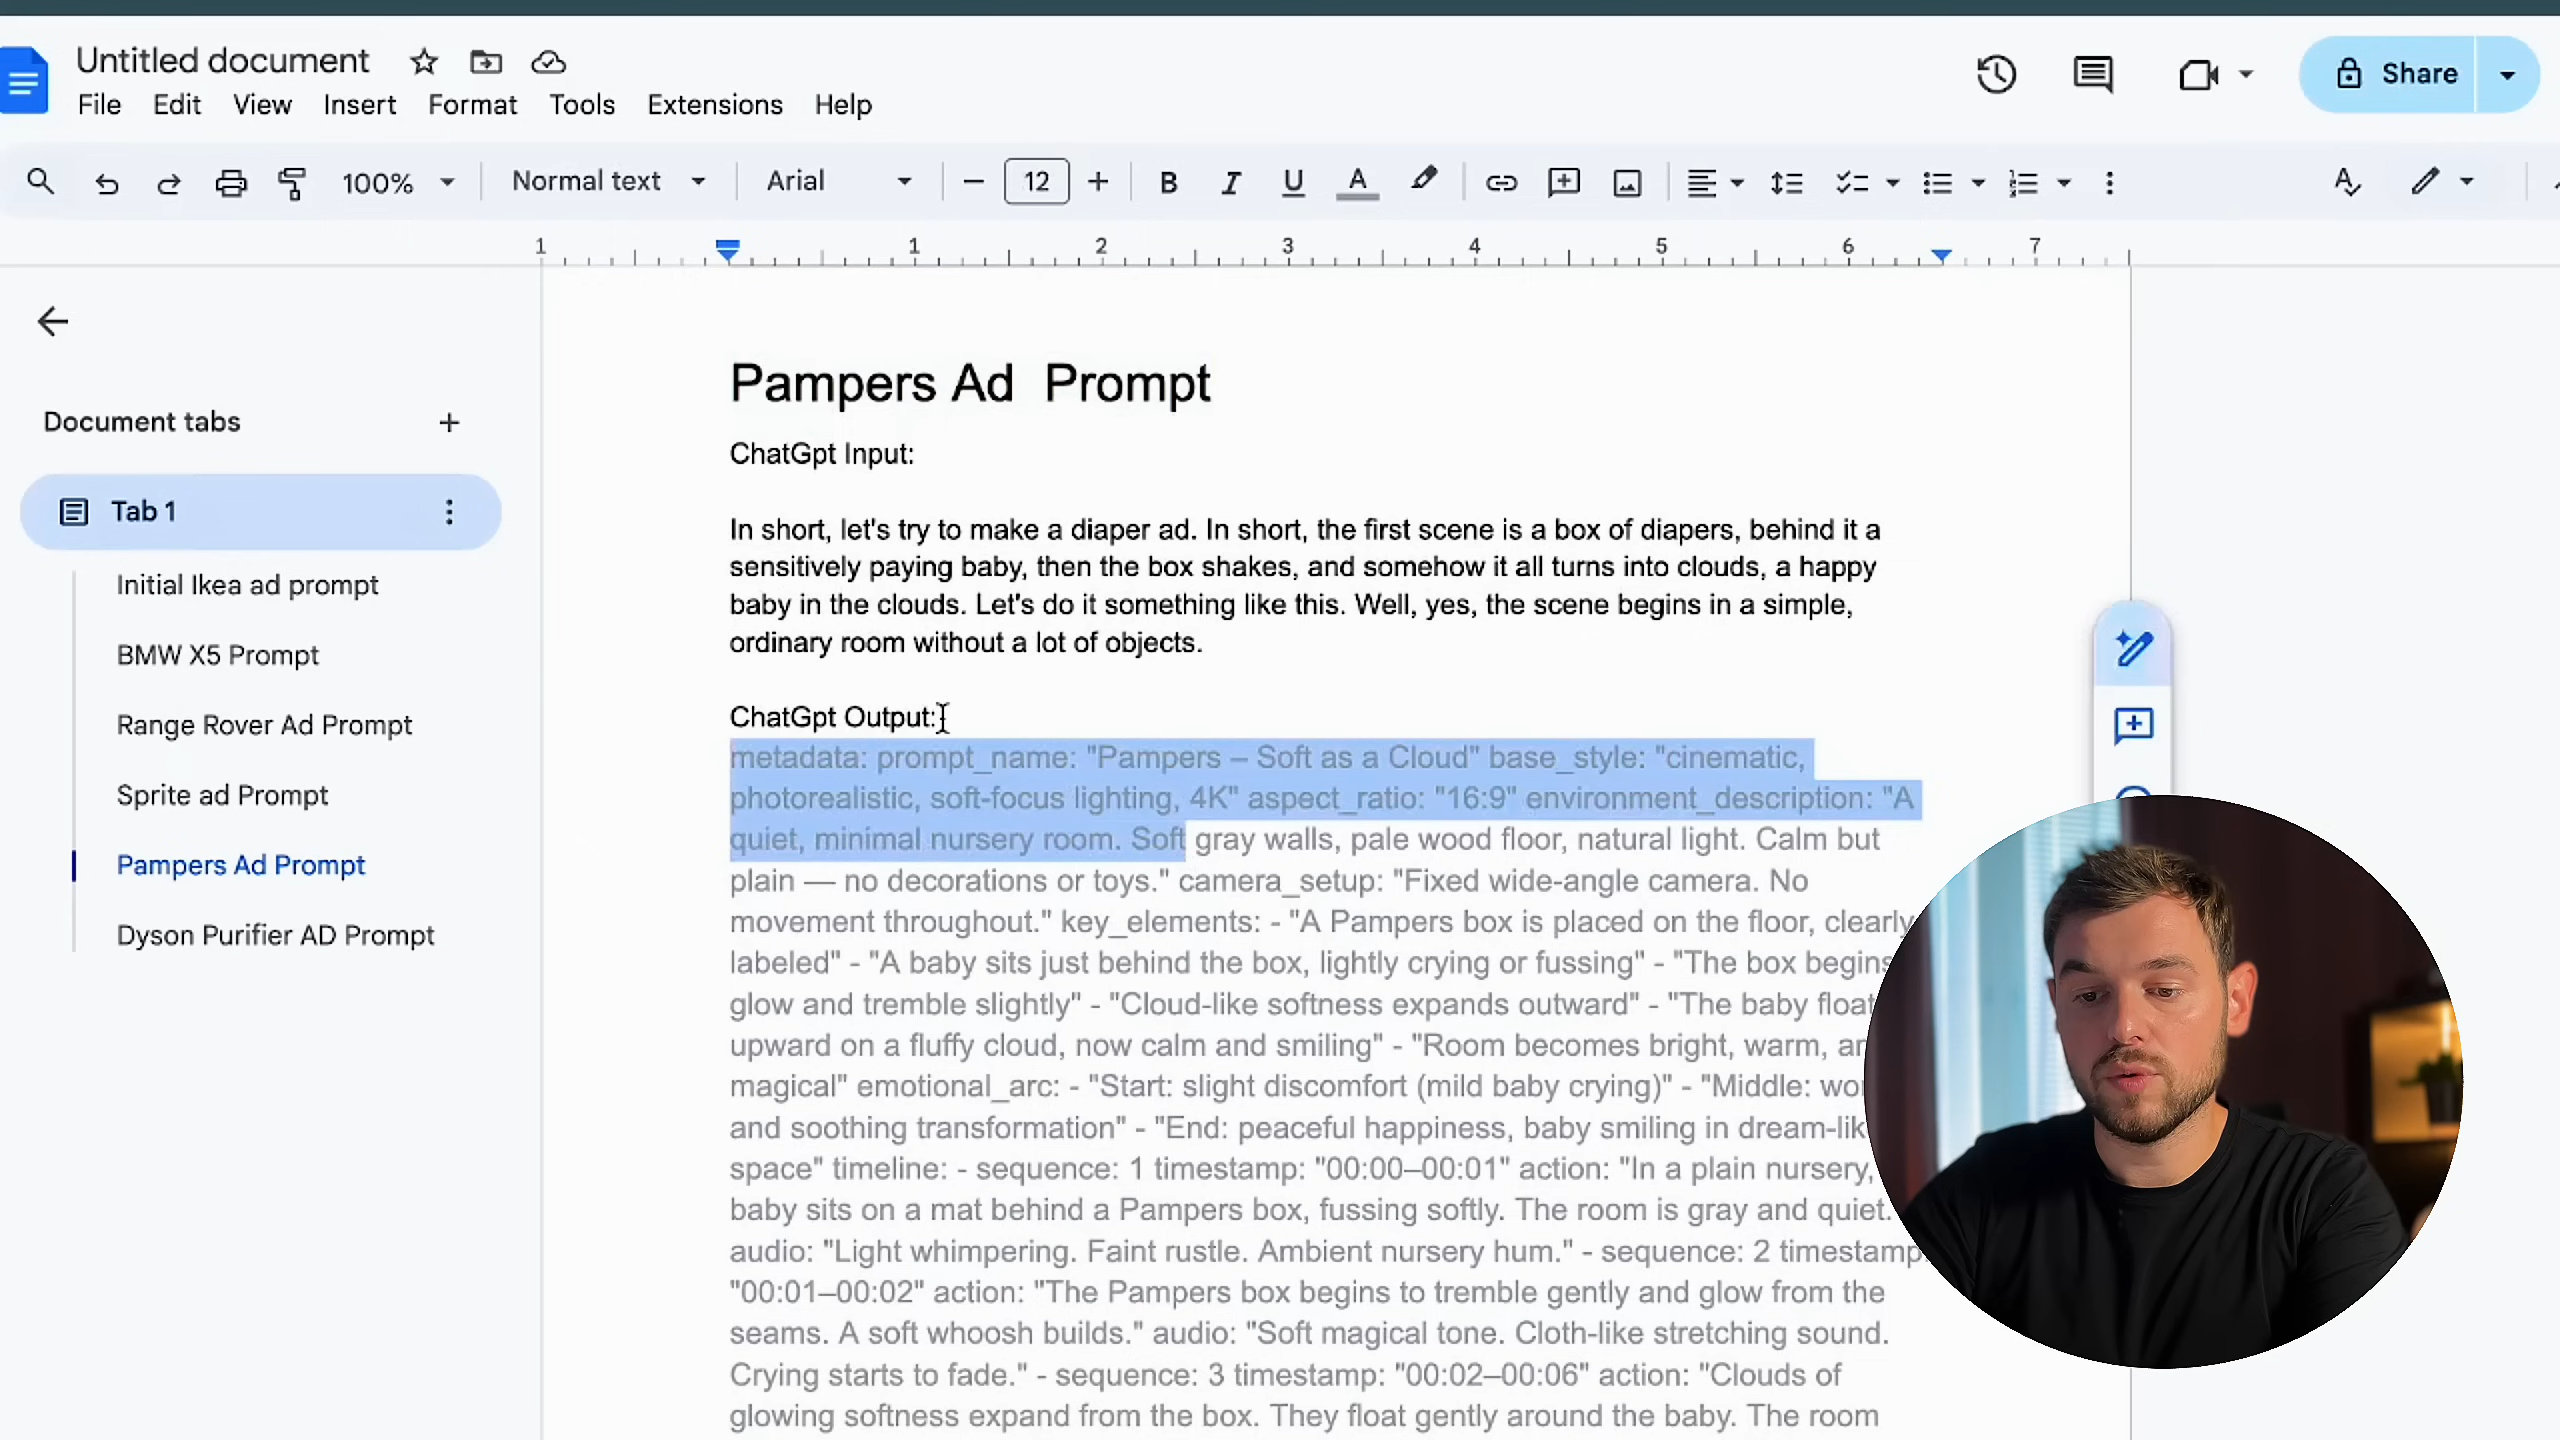 Untitled document
File Edit View Insert Format Tools Extensions Help
Share
100% Normal text Arial 12 B I U A
1 1 2 3 4 5 6 7
Document tabs
Tab 1
Initial Ikea ad prompt
BMW X5 Prompt
Range Rover Ad Prompt
Sprite ad Prompt
Pampers Ad Prompt
Dyson Purifier AD Prompt
Pampers Ad Prompt
ChatGpt Input:
In short, let's try to make a diaper ad. In short, the first scene is a box of diapers, behind it a
sensitively paying baby, then the box shakes, and somehow it all turns into clouds, a happy
baby in the clouds. Let's do it something like this. Well, yes, the scene begins in a simple,
ordinary room without a lot of objects.
ChatGpt Output:
metadata: prompt_name: "Pampers – Soft as a Cloud" base_style: "cinematic,
photorealistic, soft-focus lighting, 4K" aspect_ratio: "16:9" environment_description: "A
quiet, minimal nursery room. Soft gray walls, pale wood floor, natural light. Calm but
plain — no decorations or toys." camera_setup: "Fixed wide-angle camera. No
movement throughout." key_elements: - "A Pampers box is placed on the floor, clearly
labeled" - "A baby sits just behind the box, lightly crying or fussing" - "The box begins
glow and tremble slightly" - "Cloud-like softness expands outward" - "The baby float
upward on a fluffy cloud, now calm and smiling" - "Room becomes bright, warm,
magical" emotional_arc: - "Start: slight discomfort (mild baby crying)" - "Middle:
and soothing transformation" - "End: peaceful happiness, baby smiling in
space" timeline: - sequence: 1 timestamp: "00:00–00:01" action: "In a plain nursery,
baby sits on a mat behind a Pampers box, fussing softly. The room is gray and quiet.
audio: "Light whimpering. Faint rustle. Ambient nursery hum." - sequence: 2 timestamp
"00:01–00:02" action: "The Pampers box begins to tremble gently and glow from the
seams. A soft whoosh builds." audio: "Soft magical tone. Cloth-like stretching sound.
Crying starts to fade." - sequence: 3 timestamp: "00:02–00:06" action: "Clouds of
glowing softness expand from the box. They float gently around the baby. The room